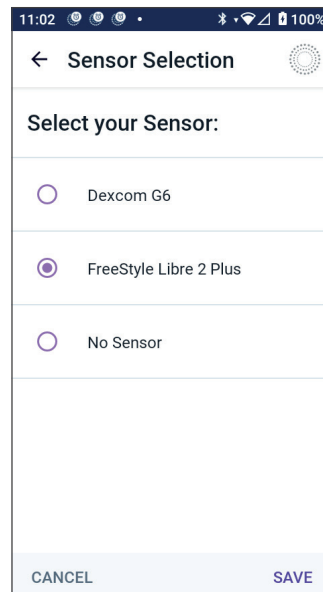 11:02 100%
Sensor Selection
Select your Sensor:
Dexcom G6
FreeStyle Libre 2 Plus
No Sensor
CANCEL SAVE